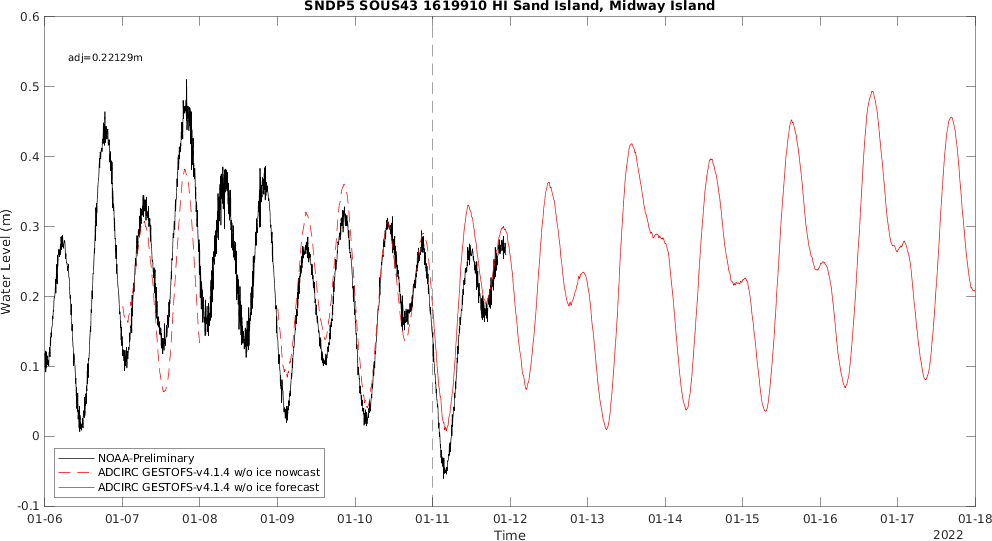 SNDP5 SOUS43 1619910 HI Sand Island, Midway Island
0.6
0.5
0.4
0.3
0.2
0.1
0
-0.1
Water Level (m)
adj=0.22129m
NOAA-Preliminary
ADCIRC GESTOFS-v4.1.4 w/o ice nowcast
ADCIRC GESTOFS-v4.1.4 w/o ice forecast
01-06 01-07 01-08 01-09 01-10 01-11 01-12 01-13 01-14 01-15 01-16 01-17 01-18
Time
2022